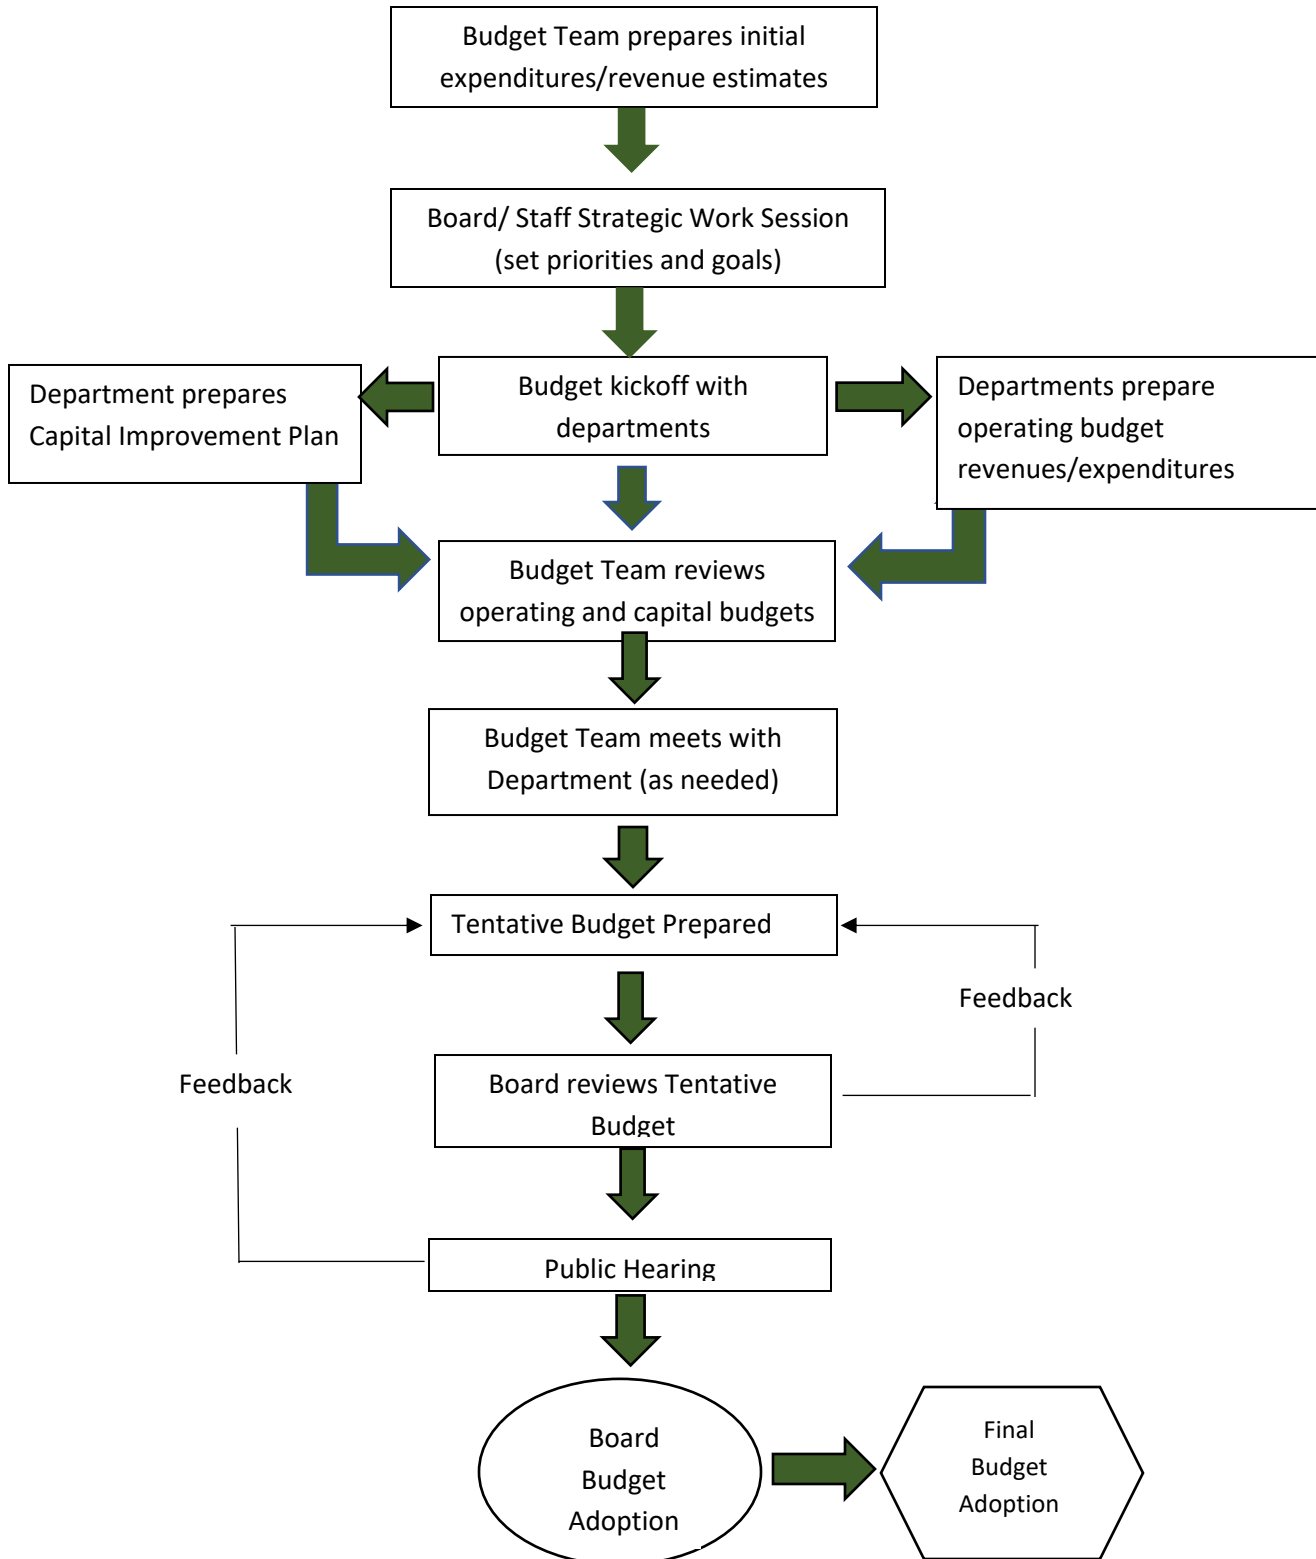 Budget Team prepares initial
expenditures/revenue estimates
Board/ Staff Strategic Work Session
(set priorities and goals)
Department prepares
Capital Improvement Plan
Budget kickoff with
departments
Departments prepare
operating budget
revenues/expenditures
Budget Team reviews
operating and capital budgets
Budget Team meets with
Department (as needed)
Tentative Budget Prepared
Feedback
Feedback
Board reviews Tentative
Budget
Public Hearing
Board
Budget
Adoption
Final
Budget
Adoption